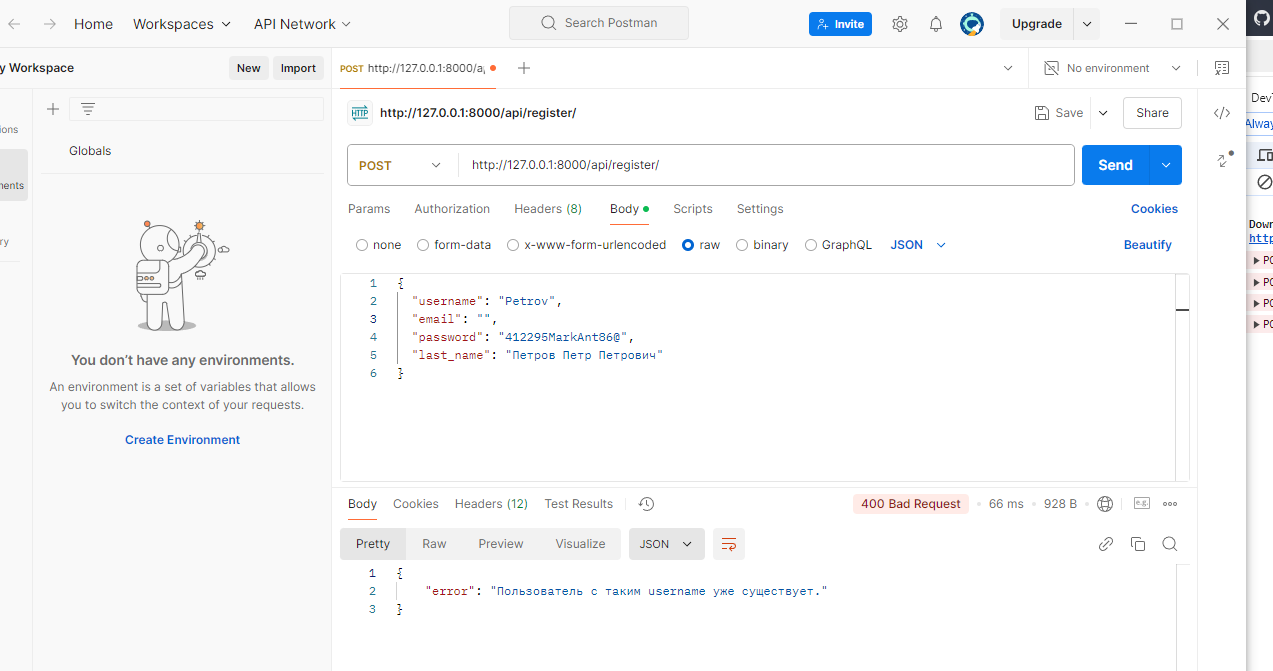 Home Workspaces API Network Search Postman Invite Upgrade
y Workspace New Import POST http://127.0.0.1:8000/a No environment
ions
Globals
nents
ry
You don't have any environments.
An environment is a set of variables that allows
you to switch the context of your requests.
Create Environment
HTTP http://127.0.0.1:8000/api/register/ Save Share
POST http://127.0.0.1:8000/api/register/ Send
Params Authorization Headers (8) Body Scripts Settings Cookies
none form-data x-www-form-urlencoded raw binary GraphQL JSON Beautify
1 {
2 "username": "Petrov",
3 "email": "",
4 "password": "412295MarkAnt86@",
5 "last_name": "Петров Петр Петрович"
6 }
Body Cookies Headers (12) Test Results 400 Bad Request 66 ms 928 B e.g.
Pretty Raw Preview Visualize JSON
1 {
2 "error": "Пользователь с таким username уже существует."
3 }
Dev
Alway
Down
http
PO
PO
PO
PO